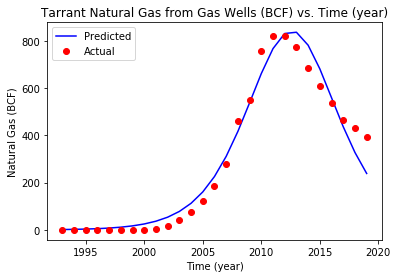 Tarrant Natural Gas from Gas Wells (BCF) vs. Time (year)
Predicted
Actual
Natural Gas (BCF)
800
600
400
200
0
1995
2000
2005
2010
2015
2020
Time (year)